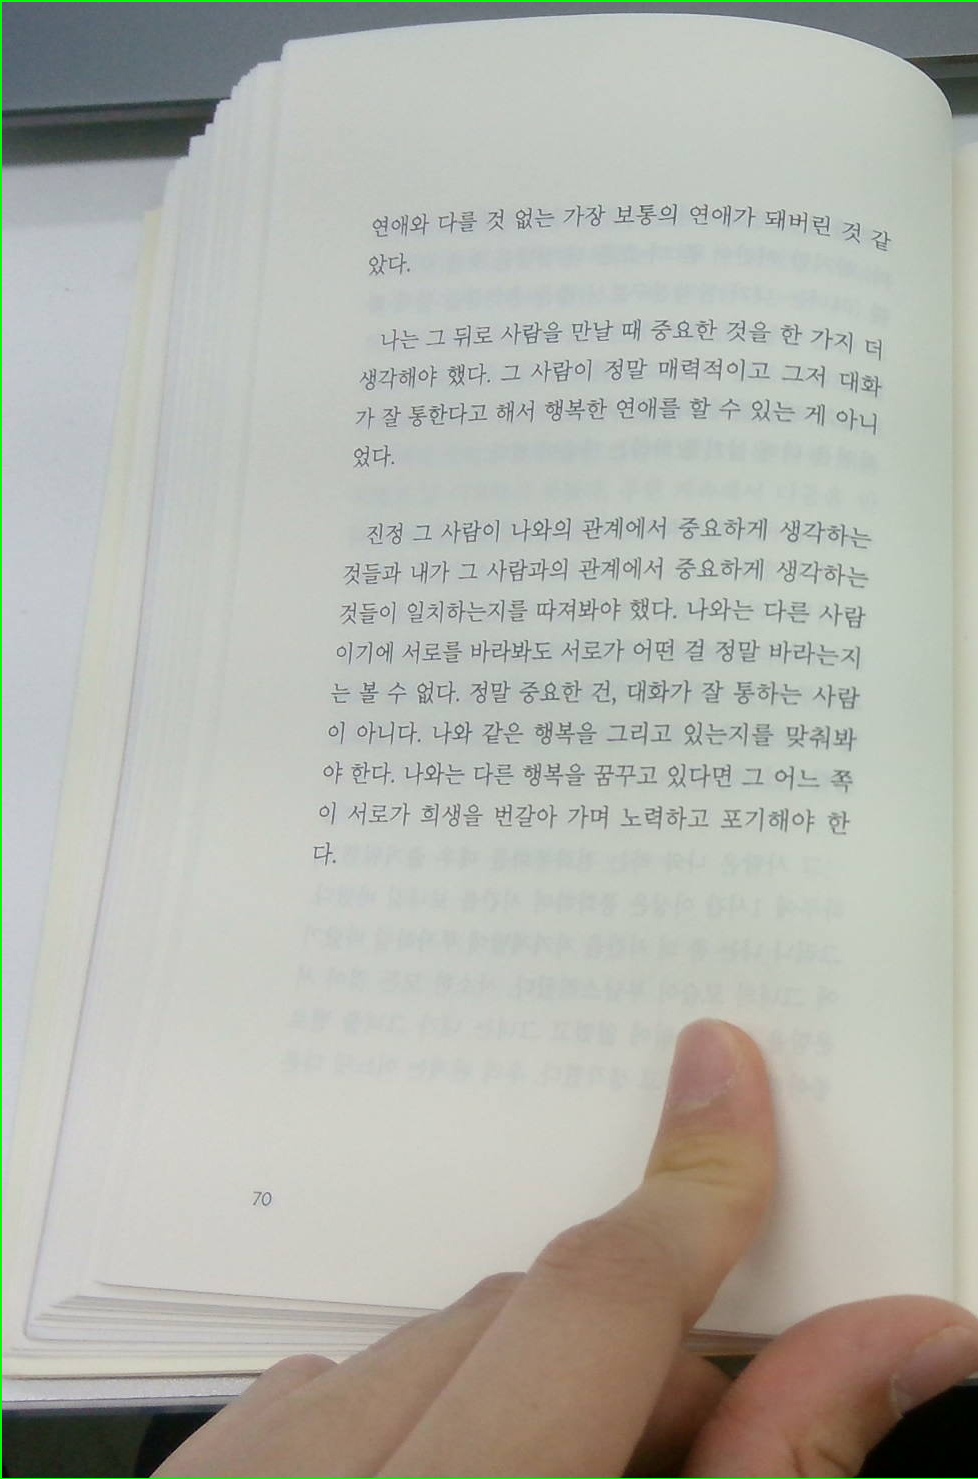 연애와 다를 것 없는 가장 보통의 연애가 돼버린 것 같
았다.
나는 그 뒤로 사람을 만날 때 중요한 것을 한 가지 더
생각해야 했다. 그 사람이 정말 매력적이고 그저 대화
가 잘 통한다고 해서 행복한 연애를 할 수 있는 게 아니
었다.
진정 그 사람이 나와의 관계에서 중요하게 생각하는
것들과 내가 그 사람과의 관계에서 중요하게 생각하는
것들이 일치하는지를 따져봐야 했다. 나와는 다른 사람
이기에 서로를 바라봐도 서로가 어떤 걸 정말 바라는지
는 볼 수 없다. 정말 중요한 건, 대화가 잘 통하는 사람
이 아니다. 나와 같은 행복을 그리고 있는지를 맞춰봐
야 한다. 나와는 다른 행복을 꿈꾸고 있다면 그 어느 쪽
이 서로가 희생을 번갈아 가며 노력하고 포기해야 한
다.
70